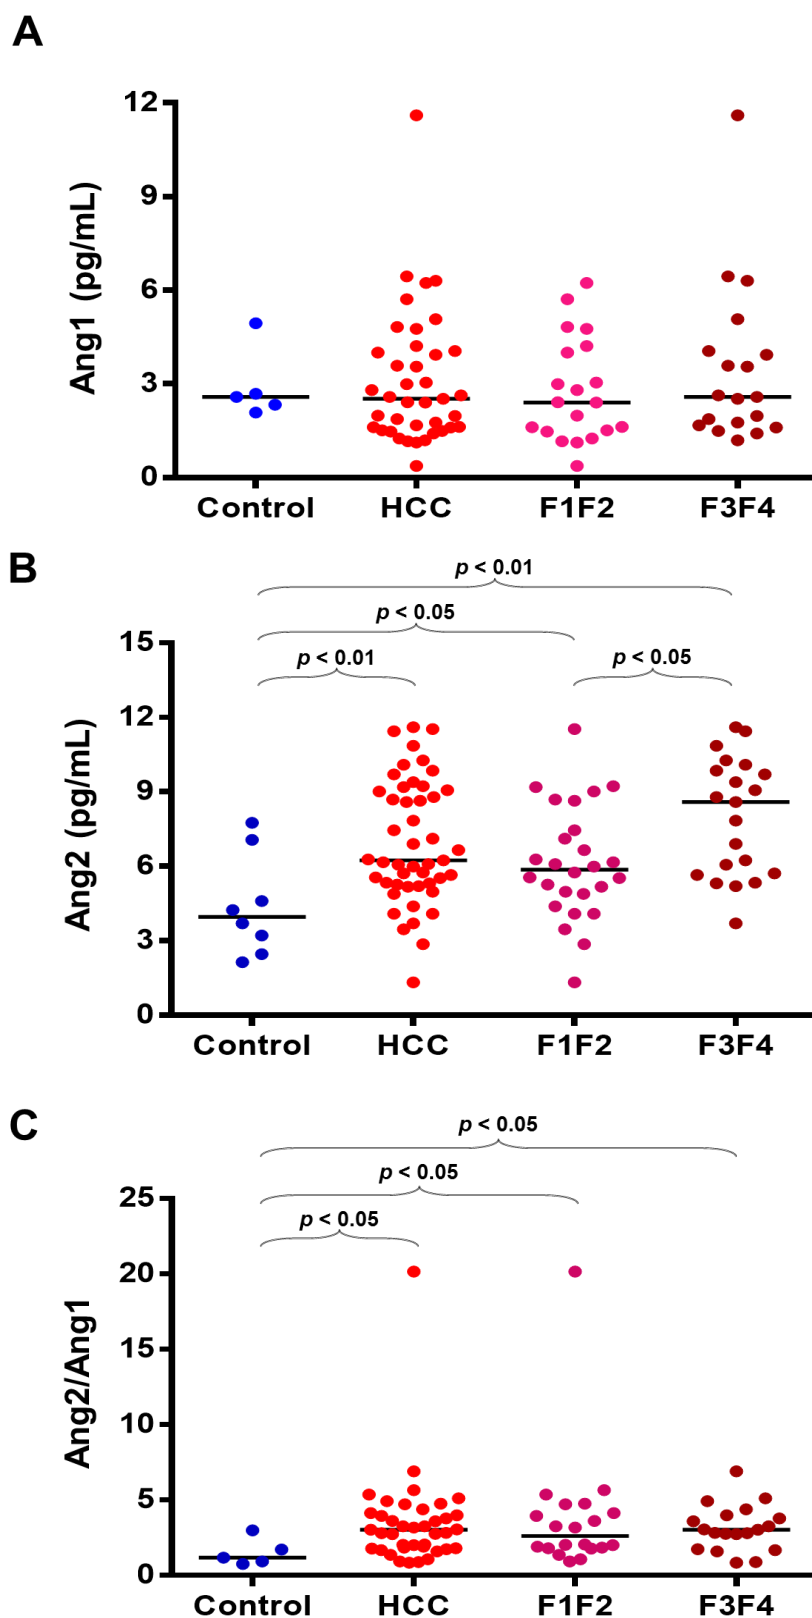 A
12
9
6
3
0
Ang1 (pg/mL)
Control HCC F1F2 F3F4
B
p < 0.01
p < 0.05
p < 0.01 p < 0.05
15
12
9
6
3
0
Ang2 (pg/mL)
Control HCC F1F2 F3F4
C
p < 0.05
p < 0.05
p < 0.05
25
20
15
10
5
0
Ang2/Ang1
Control HCC F1F2 F3F4